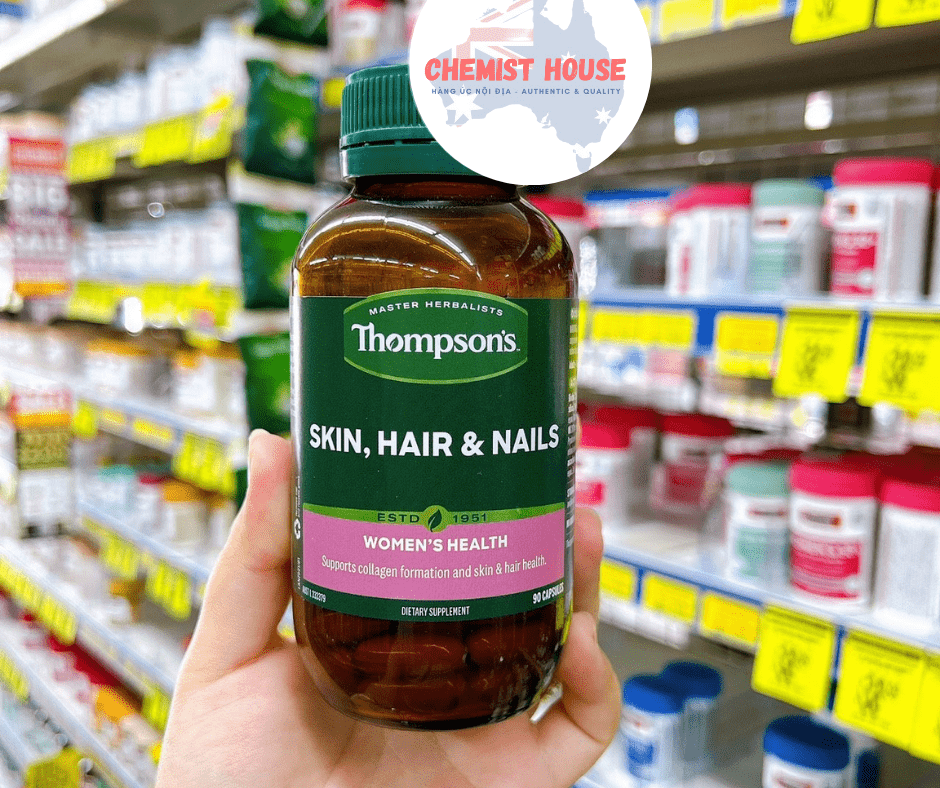 CHEMIST HOUSE
HÀNG ÚC NỘI ĐỊA - AUTHENTIC & QUALITY
MASTER HERBALISTS
Thompson's.
SKIN, HAIR & NAILS
ESTD 1951
WOMEN'S HEALTH
Supports collagen formation and skin & hair health.
90 CAPSULES
DIETARY SUPPLEMENT